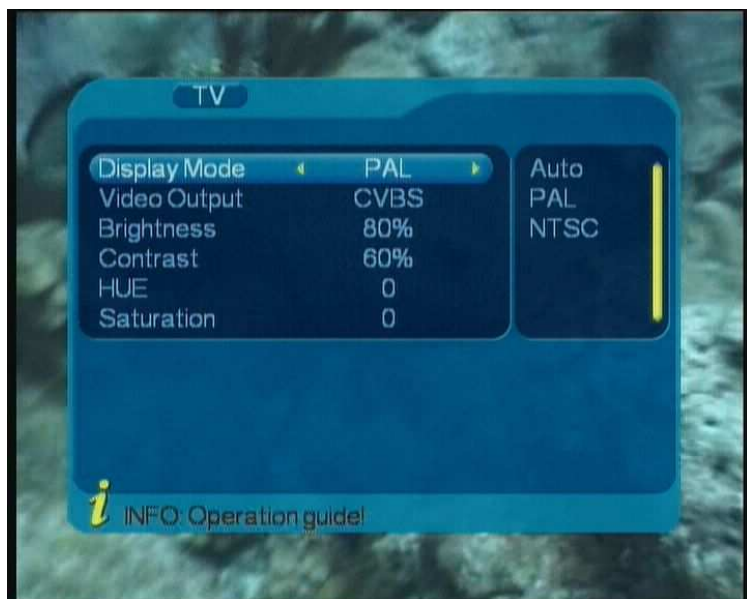 TV
Display Mode PAL
Video Output CVBS
Brightness 80%
Contrast 60%
HUE 0
Saturation 0
Auto
PAL
NTSC
i INFO: Operation guide!